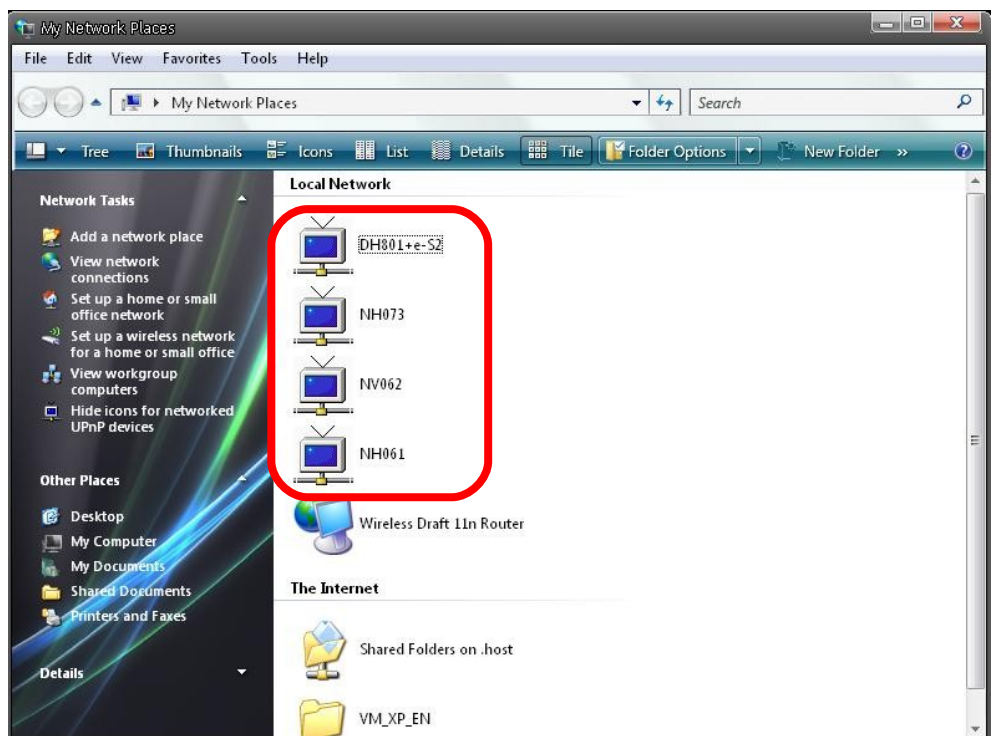 My Network Places
File Edit View Favorites Tools Help
My Network Places
Search
Tree Thumbnails Icons List Details Tile Folder Options New Folder »
Network Tasks
Add a network place
View network
connections
Set up a home or small
office network
Set up a wireless network
for a home or small office
View workgroup
computers
Hide icons for networked
UPnP devices
Other Places
Desktop
My Computer
My Documents
Shared Documents
Printers and Faxes
Details
Local Network
DH801+e-S2
NH073
NV062
NH061
Wireless Draft 11n Router
The Internet
Shared Folders on .host
VM_XP_EN